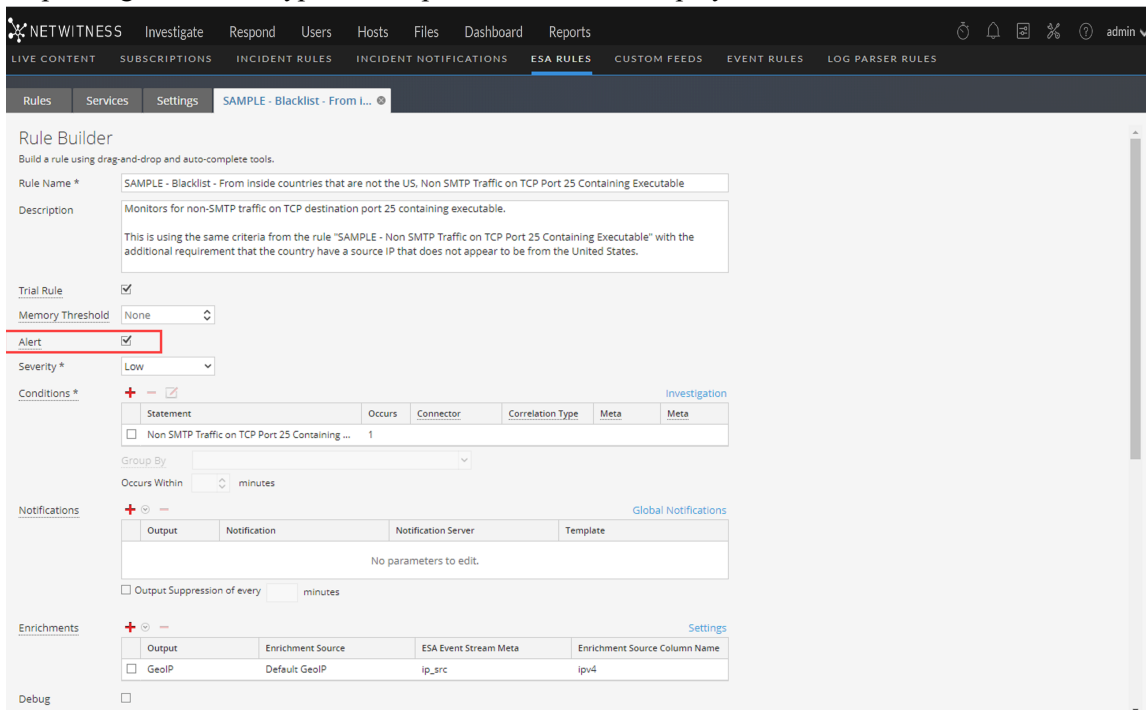 NETWITNESS Investigate Respond Users Hosts Files Dashboard Reports admin
LIVE CONTENT SUBSCRIPTIONS INCIDENT RULES INCIDENT NOTIFICATIONS ESA RULES CUSTOM FEEDS EVENT RULES LOG PARSER RULES
Rules Services Settings SAMPLE - Blacklist - From i...
Rule Builder
Build a rule using drag-and-drop and auto-complete tools.
Rule Name * SAMPLE - Blacklist - From inside countries that are not the US, Non SMTP Traffic on TCP Port 25 Containing Executable
Description Monitors for non-SMTP traffic on TCP destination port 25 containing executable.
This is using the same criteria from the rule "SAMPLE - Non SMTP Traffic on TCP Port 25 Containing Executable" with the
additional requirement that the country have a source IP that does not appear to be from the United States.
Trial Rule
Memory Threshold None
Alert
Severity * Low
Conditions * Investigation
Statement Occurs Connector Correlation Type Meta Meta
Non SMTP Traffic on TCP Port 25 Containing ... 1
Group By
Occurs Within minutes
Notifications Global Notifications
Output Notification Notification Server Template
No parameters to edit.
Output Suppression of every minutes
Enrichments Settings
Output Enrichment Source ESA Event Stream Meta Enrichment Source Column Name
GeoIP Default GeoIP ip_src ipv4
Debug